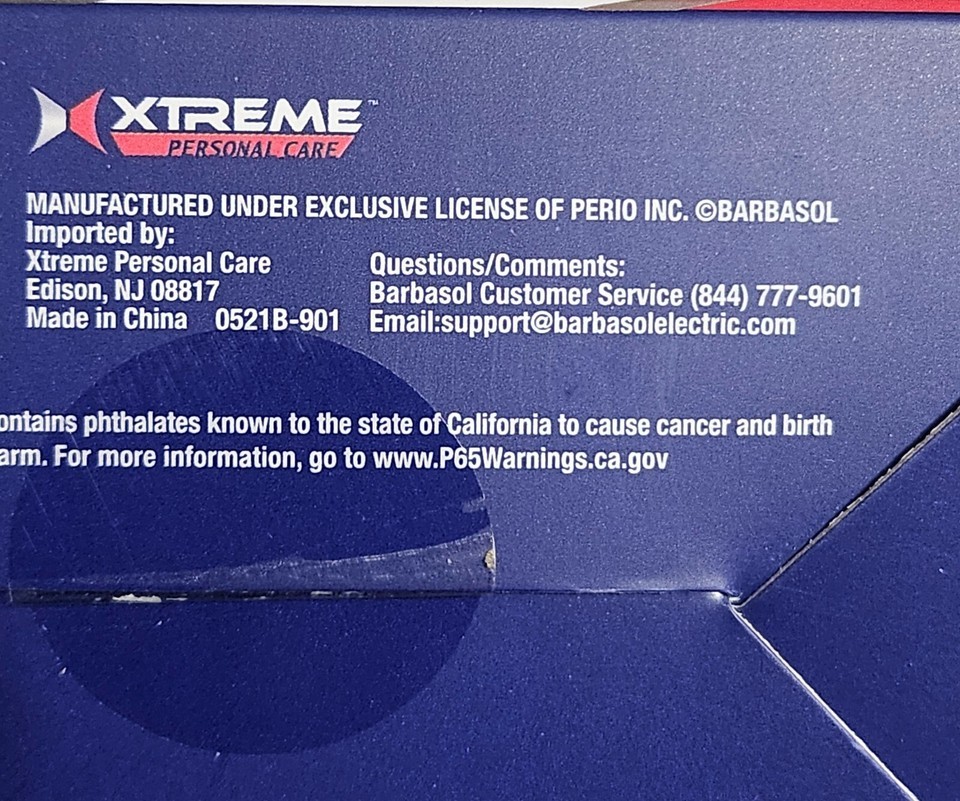 XTREME™
PERSONAL CARE
MANUFACTURED UNDER EXCLUSIVE LICENSE OF PERIO INC. ©BARBASOL
Imported by:
Xtreme Personal Care
Edison, NJ 08817
Made in China 0521B-901
Questions/Comments:
Barbasol Customer Service (844) 777-9601
Email:support@barbasolelectric.com
ontains phthalates known to the state of California to cause cancer and birth
arm. For more information, go to www.P65Warnings.ca.gov